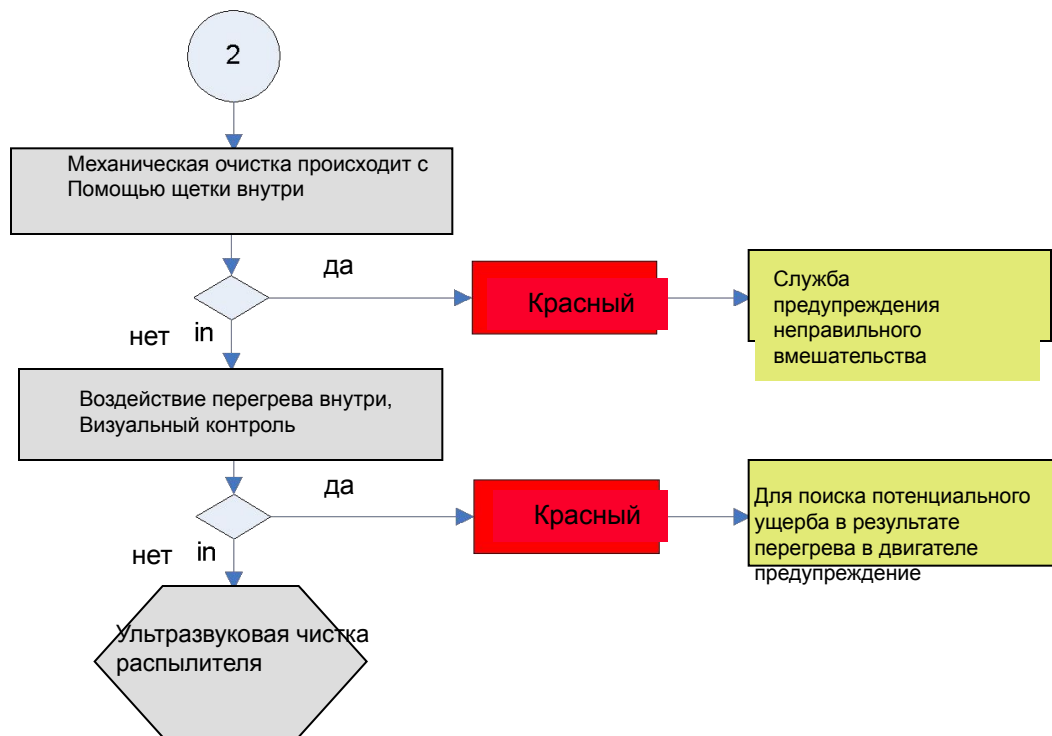 2
Механическая очистка происходит с
Помощью щетки внутри
да
Красный
Служба
предупреждения
неправильного
вмешательства
нет in
Воздействие перегрева внутри,
Визуальный контроль
да
Красный
Для поиска потенциального
ущерба в результате
перегрева в двигателе
предупреждение
нет in
Ультразвуковая чистка
распылителя